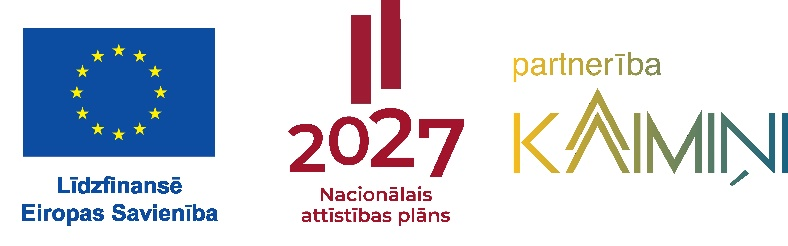 Līdzfinansē
Eiropas Savienība
2027
Nacionālais
attīstības plāns
partnerība
KAIMIŅI